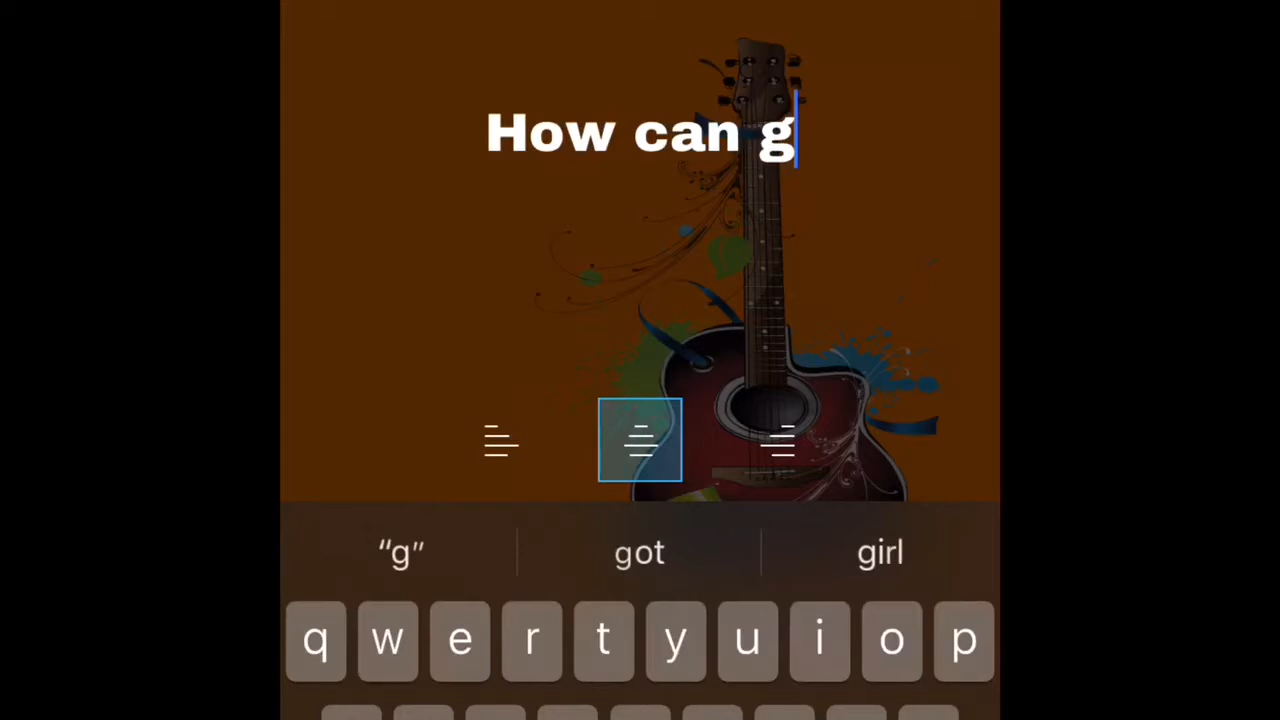 How can g
“g” got girl
q w e r t y u i o p